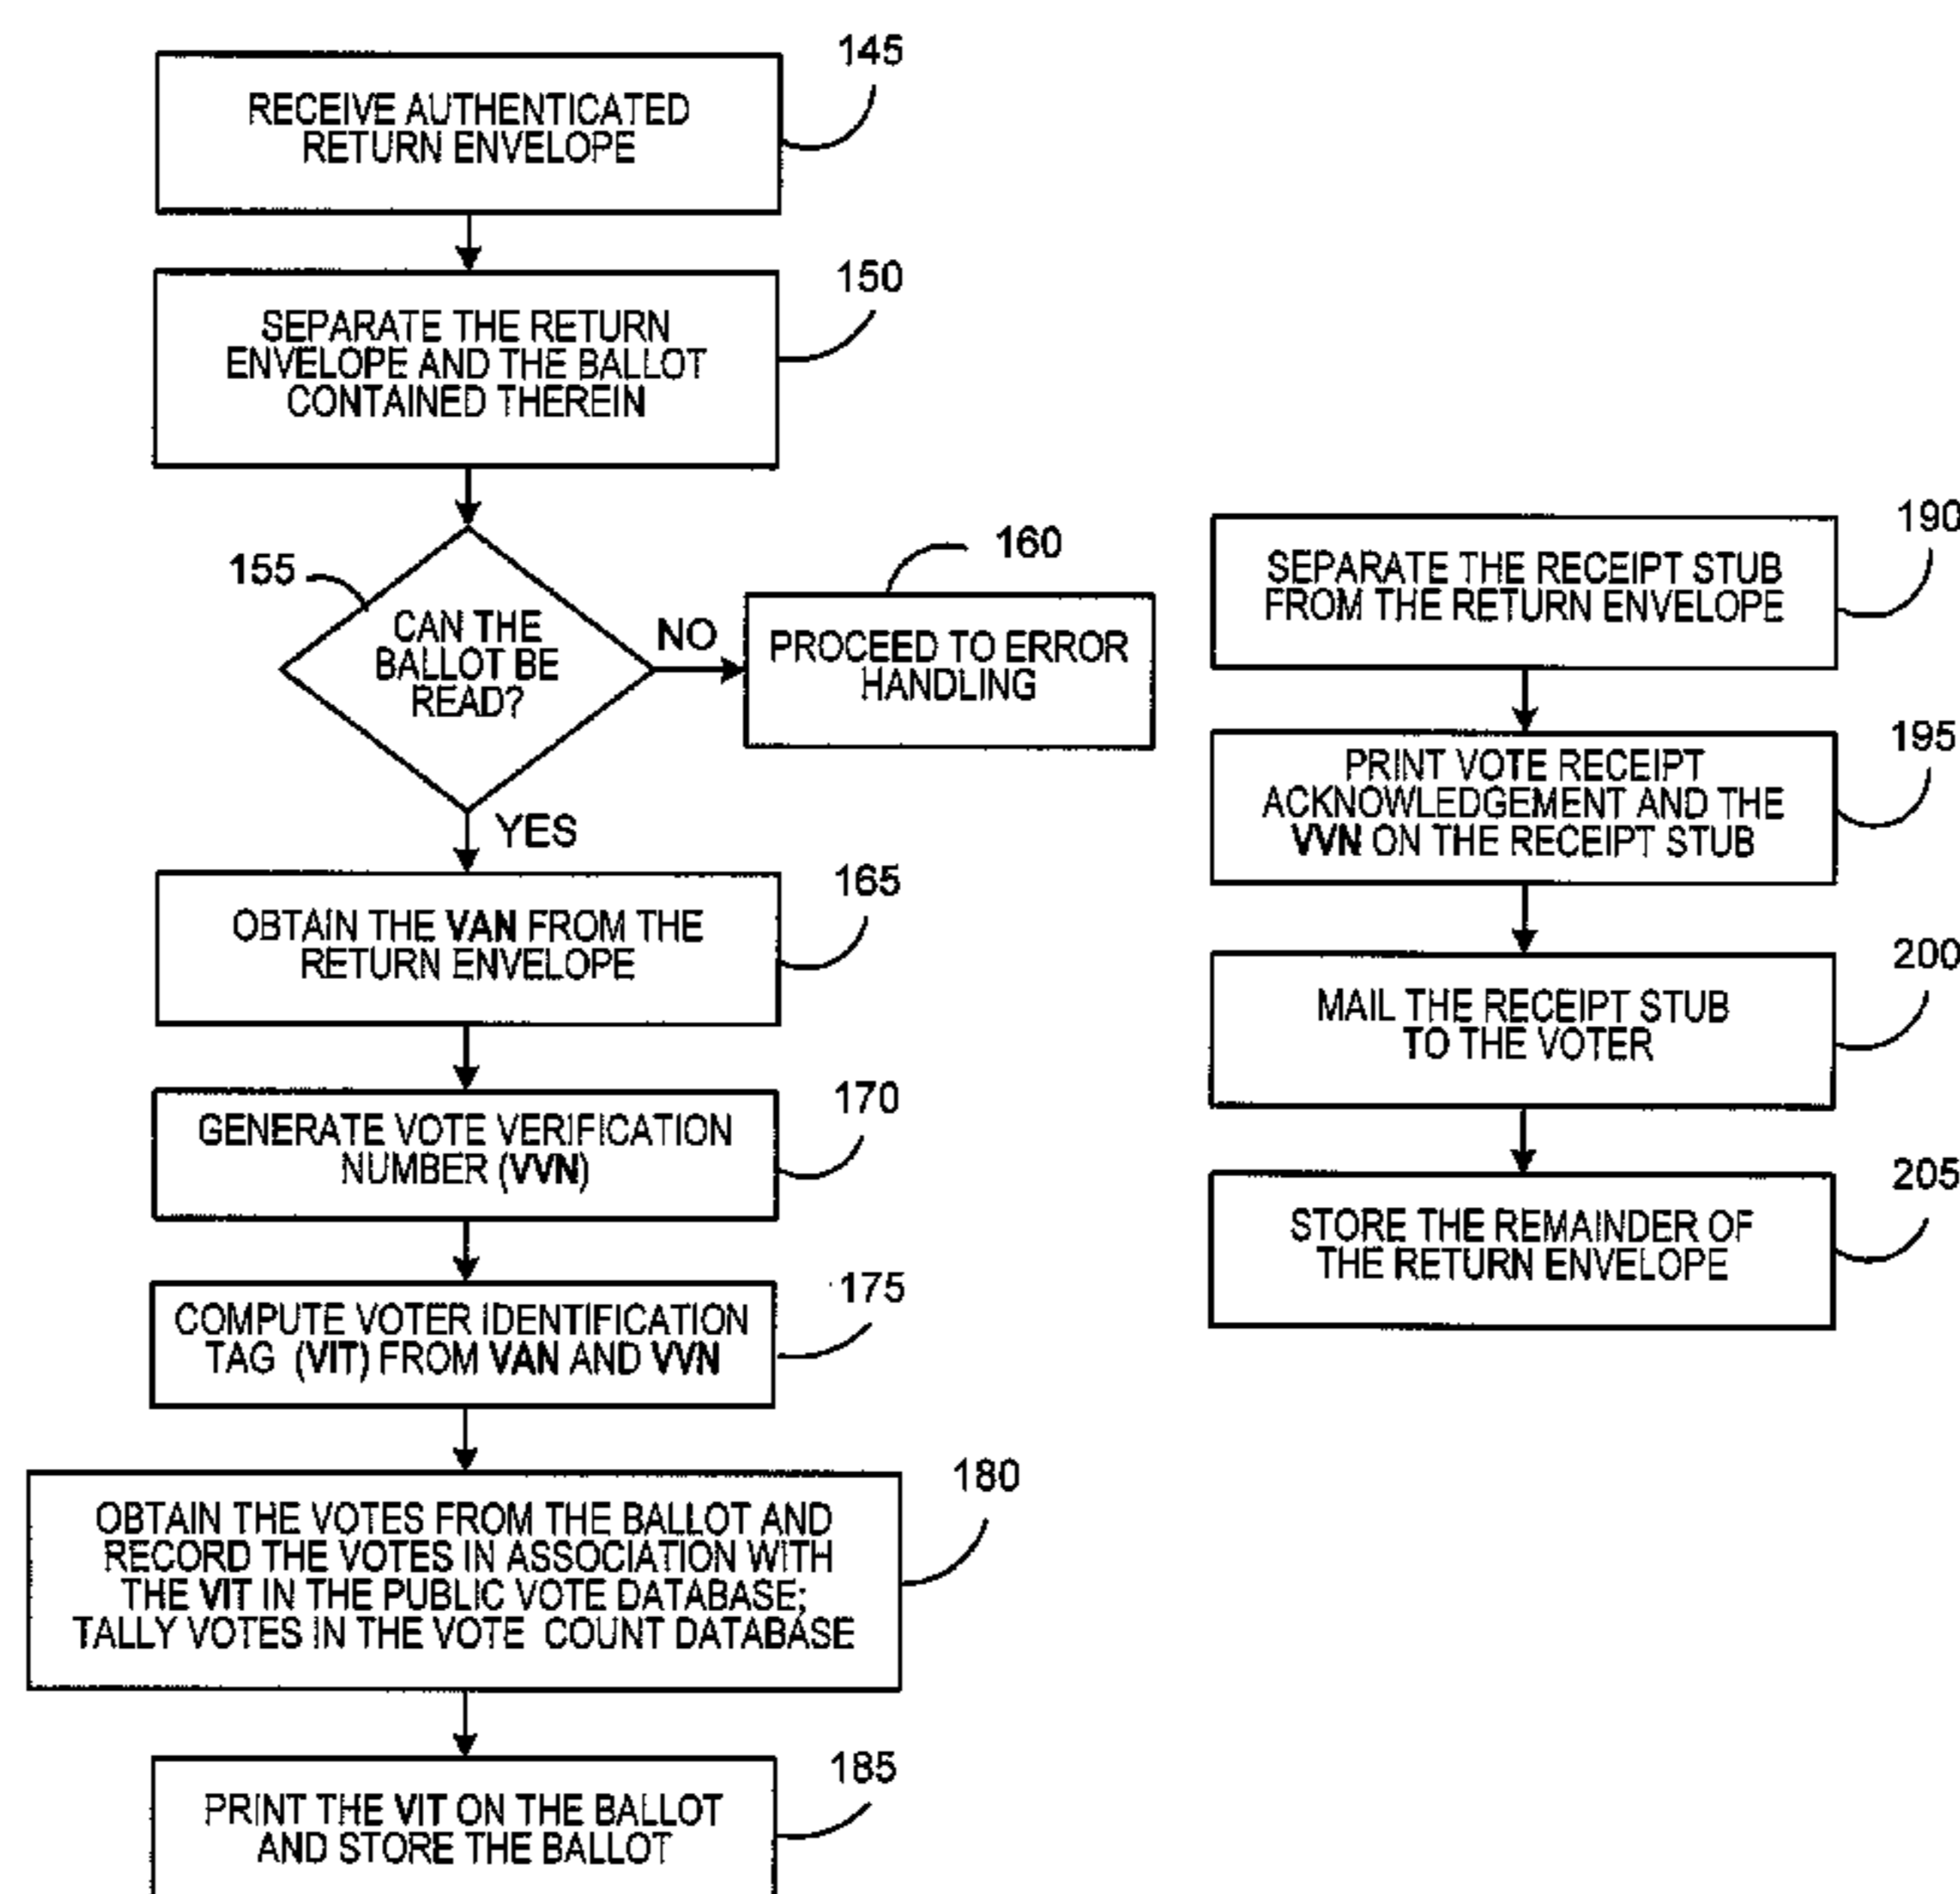 145
RECEIVE AUTHENTICATED
RETURN ENVELOPE
150
SEPARATE THE RETURN
ENVELOPE AND THE BALLOT
CONTAINED THEREIN
155
CAN THE
BALLOT BE
READ?
NO
160
PROCEED TO ERROR
HANDLING
YES
165
OBTAIN THE VAN FROM THE
RETURN ENVELOPE
170
GENERATE VOTE VERIFICATION
NUMBER (VVN)
175
COMPUTE VOTER IDENTIFICATION
TAG (VIT) FROM VAN AND VVN
180
OBTAIN THE VOTES FROM THE BALLOT AND
RECORD THE VOTES IN ASSOCIATION WITH
THE VIT IN THE PUBLIC VOTE DATABASE;
TALLY VOTES IN THE VOTE COUNT DATABASE
185
PRINT THE VIT ON THE BALLOT
AND STORE THE BALLOT
190
SEPARATE THE RECEIPT STUB
FROM THE RETURN ENVELOPE
195
PRINT VOTE RECEIPT
ACKNOWLEDGEMENT AND THE
VVN ON THE RECEIPT STUB
200
MAIL THE RECEIPT STUB
TO THE VOTER
205
STORE THE REMAINDER OF
THE RETURN ENVELOPE